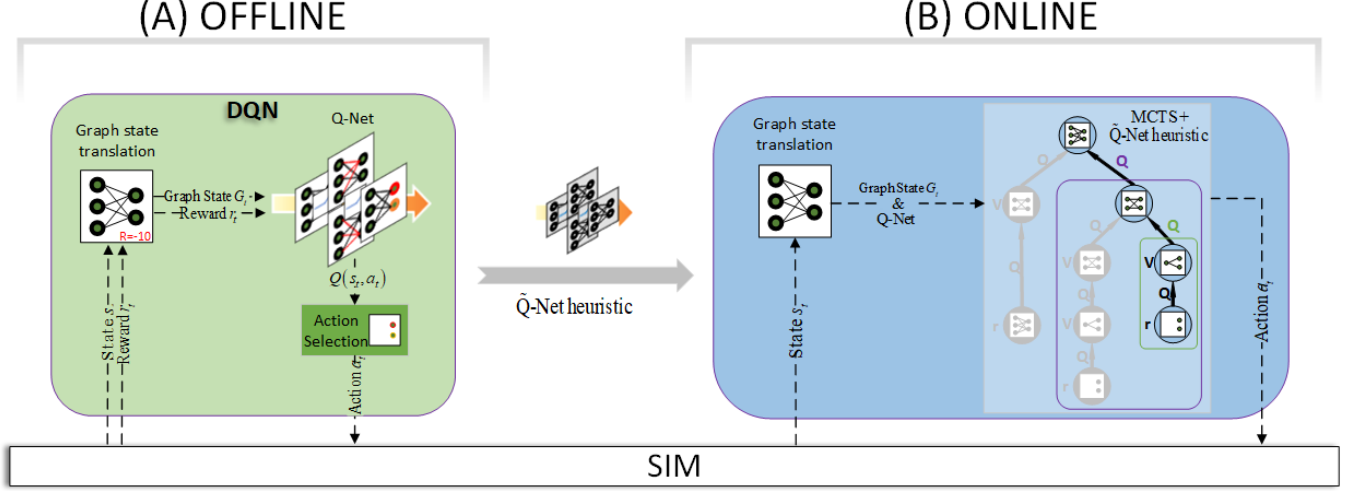 (A) OFFLINE
(B) ONLINE
DQN
Q-Net
Graph state
translation
Graph State G_t
Reward r_t
R=-10
Q(s_t, a_t)
Action
Selection
State s_t
Reward r_t
Action a_t
Q̃-Net heuristic
Graph state
translation
Graph State G_t
&
Q-Net
State s_t
MCTS +
Q̃-Net heuristic
Q
Q
V
Q
Q
Q
V
V
Q
Q
Q
r
V
r
Q
r
Action a_t
SIM